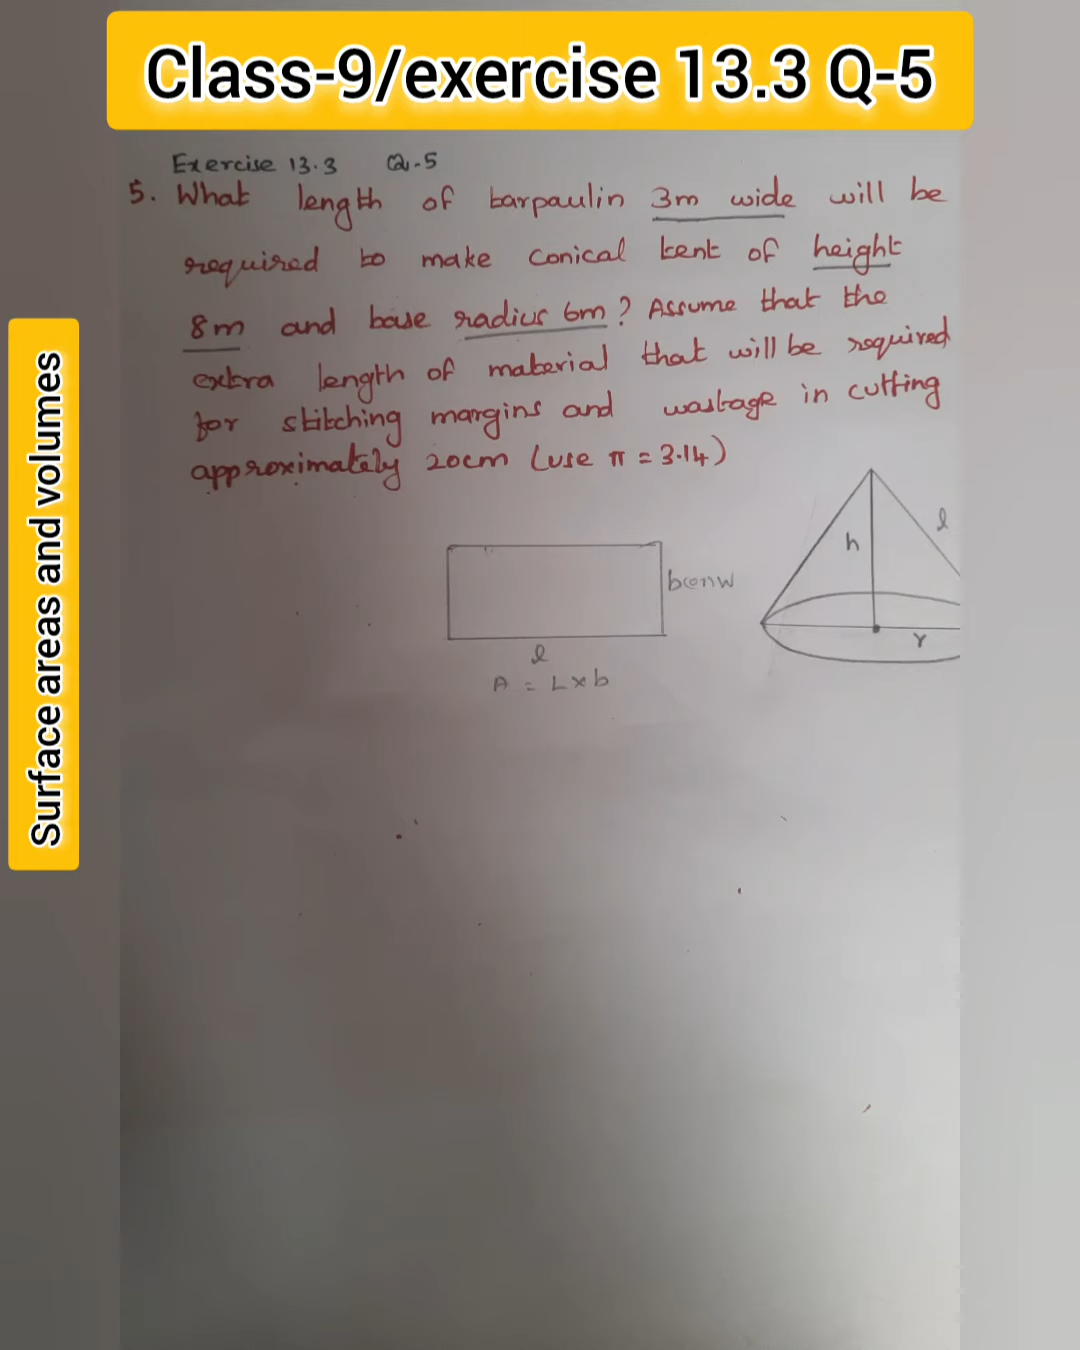 Class-9/exercise 13.3 Q-5
Surface areas and volumes
Exercise 13.3 Q.5
5. What length of tarpaulin 3m wide will be
required to make conical tent of height
8m and base radius 6m? Assume that the
extra length of material that will be required
for stitching margins and wastage in cutting
approximately 20cm (use π = 3.14)
h
l
r
b(or)w
l
A = L×b